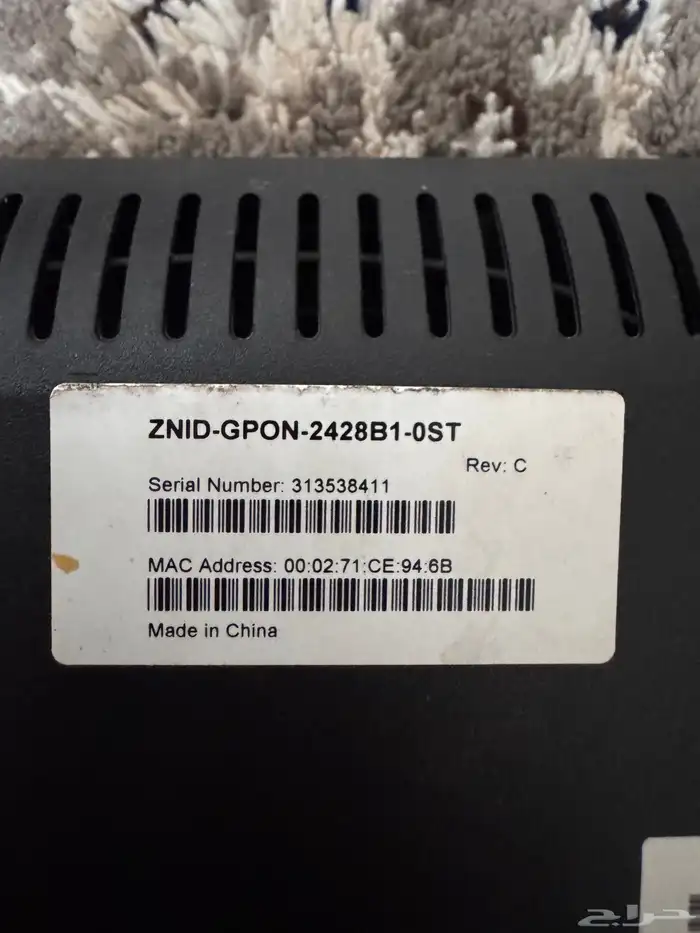 ZNID-GPON-2428B1-0ST
Rev: C
Serial Number: 313538411
MAC Address: 00:02:71:CE:94:6B
Made in China
حراج